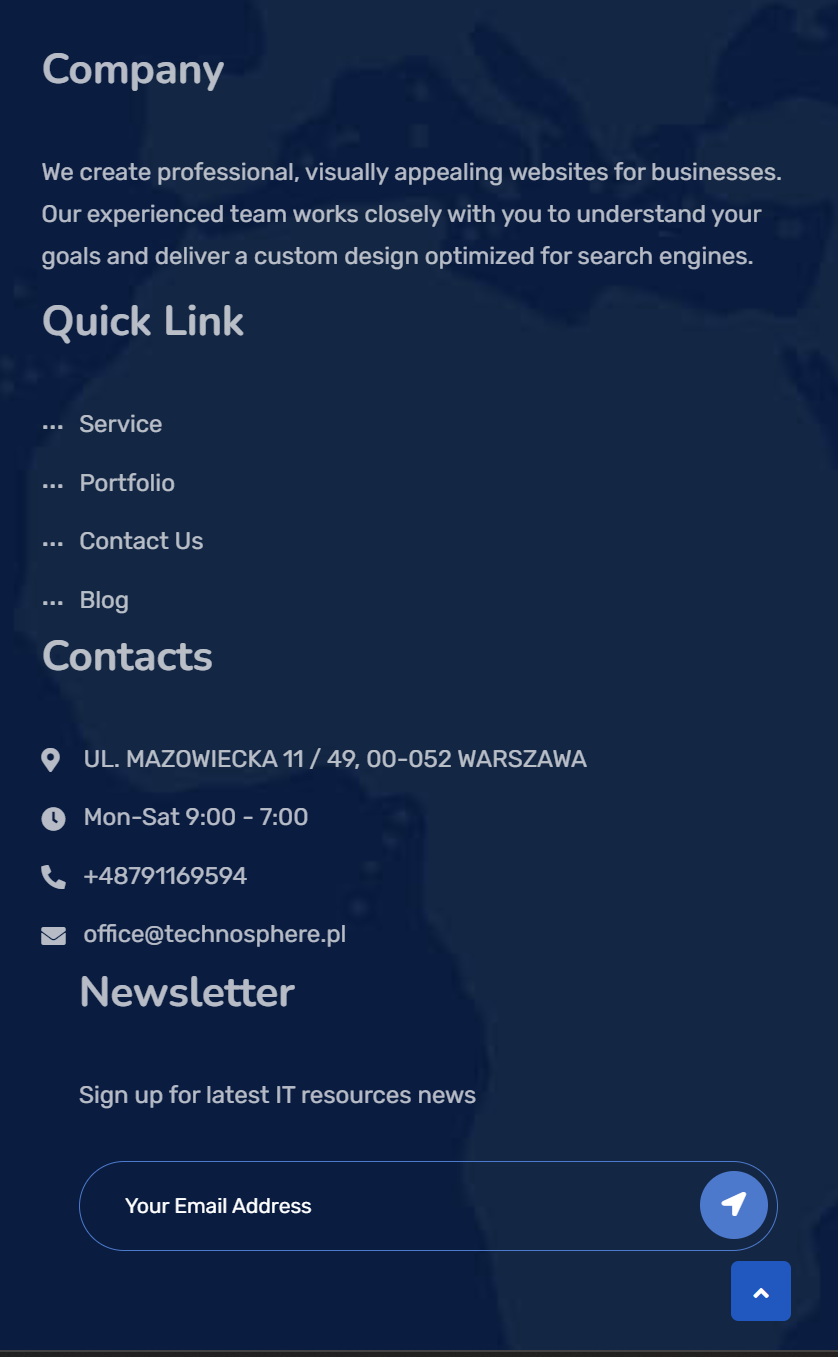 Company
We create professional, visually appealing websites for businesses.
Our experienced team works closely with you to understand your
goals and deliver a custom design optimized for search engines.
Quick Link
... Service
... Portfolio
... Contact Us
... Blog
Contacts
UL. MAZOWIECKA 11 / 49, 00-052 WARSZAWA
Mon-Sat 9:00 - 7:00
+48791169594
office@technosphere.pl
Newsletter
Sign up for latest IT resources news
Your Email Address